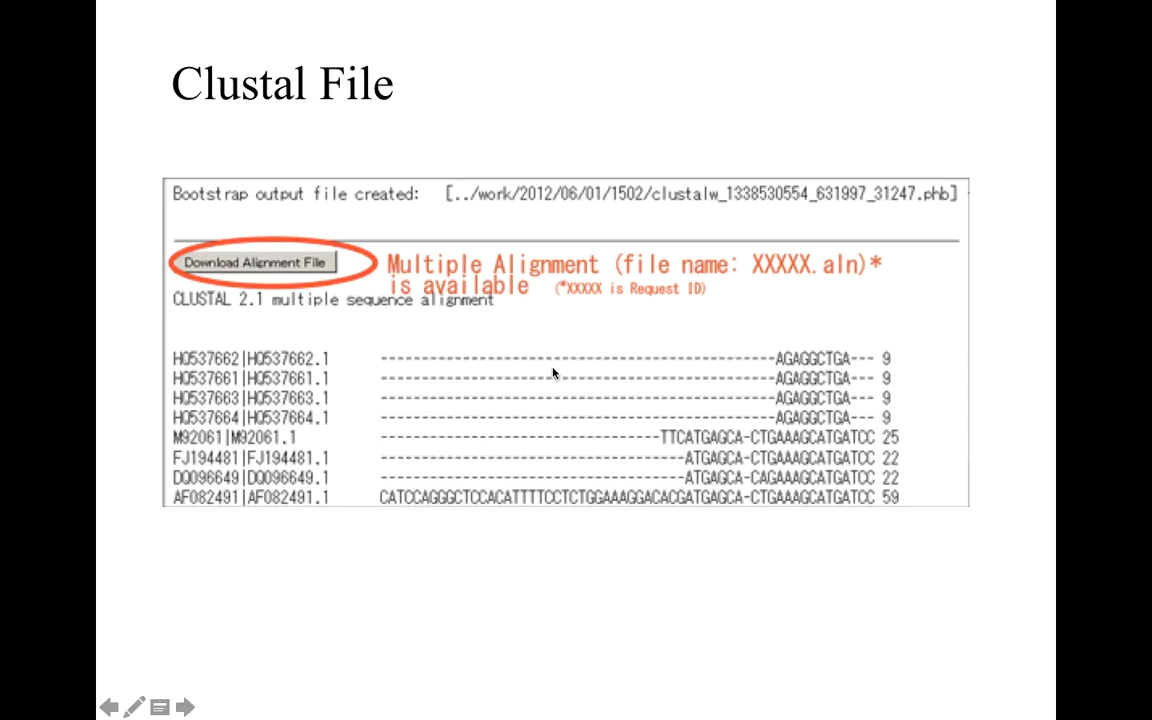 Clustal File
Bootstrap output file created: [../work/2012/06/01/1502/clustalw_1338530554_631997_31247.phb]
Download Alignment File
Multiple Alignment (file name: XXXXX.aln)*
is available (*XXXXX is Request ID)
CLUSTAL 2.1 multiple sequence alignment
HQ537662|HQ537662.1 ------------------------------------------------AGAGGCTGA--- 9
HQ537661|HQ537661.1 ------------------------------------------------AGAGGCTGA--- 9
HQ537663|HQ537663.1 ------------------------------------------------AGAGGCTGA--- 9
HQ537664|HQ537664.1 ------------------------------------------------AGAGGCTGA--- 9
M92061|M92061.1 ----------------------------------TTCATGAGCA-CTGAAAGCATGATCC 25
FJ194481|FJ194481.1 -------------------------------------ATGAGCA-CTGAAAGCATGATCC 22
DQ096649|DQ096649.1 -------------------------------------ATGAGCA-CAGAAAGCATGATCC 22
AF082491|AF082491.1 CATCCAGGGCTCCACATTTTCCTCTGGAAAGGACACGATGAGCA-CTGAAAGCATGATCC 59